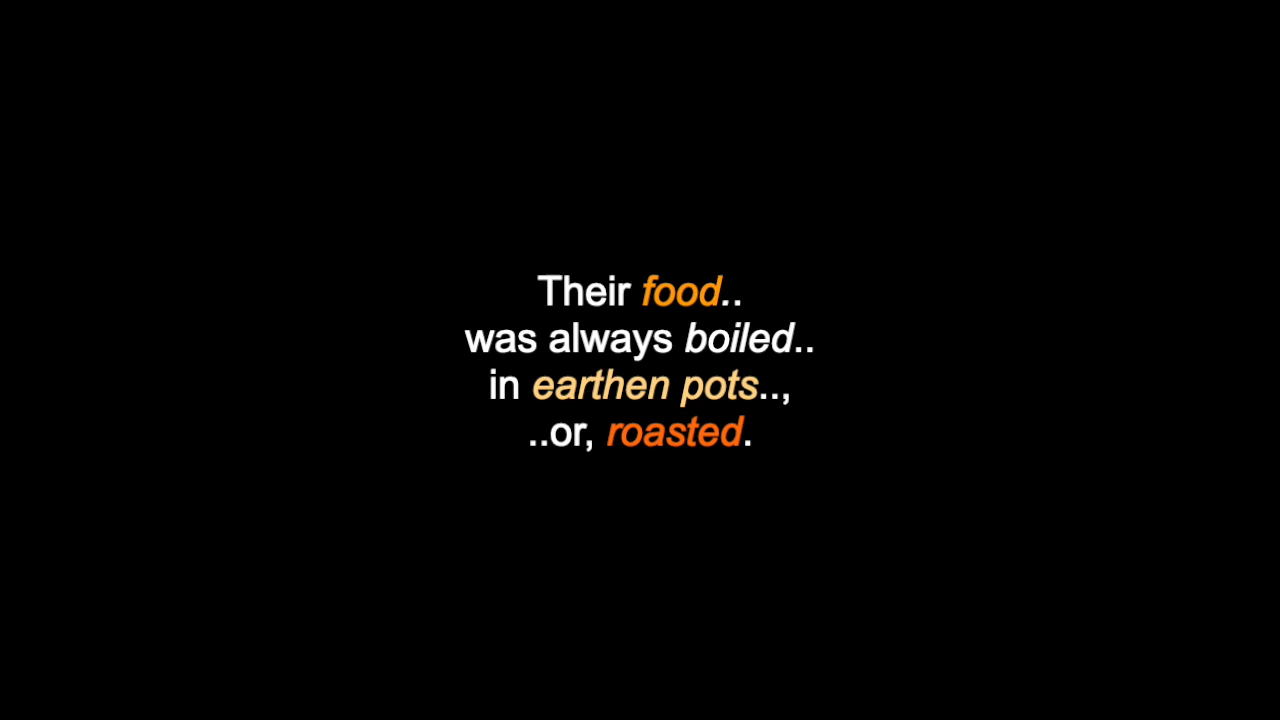 Their food..
was always boiled..
in earthen pots..,
..or, roasted.